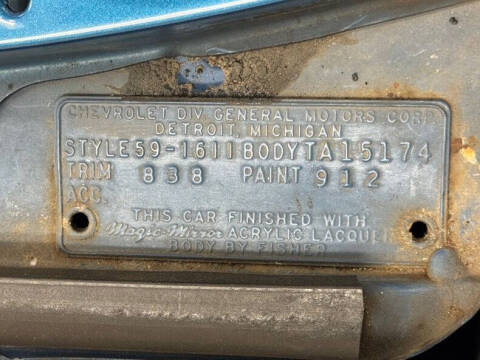 CHEVROLET DIV. GENERAL MOTORS CORP.
DETROIT, MICHIGAN
STYLE 59-1611 BODY TA 15174
TRIM 838 PAINT 912
ACC.
THIS CAR FINISHED WITH
Magic-Mirror ACRYLIC LACQUER
BODY BY FISHER